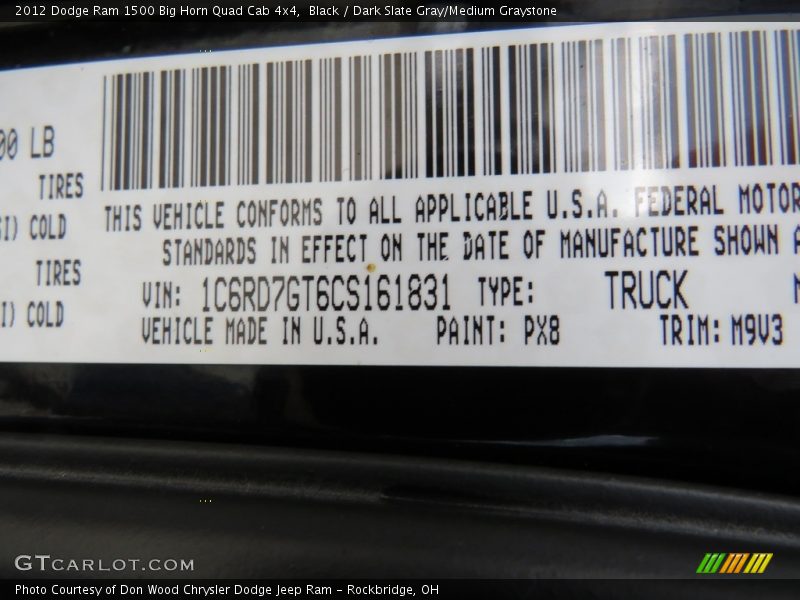 2012 Dodge Ram 1500 Big Horn Quad Cab 4x4, Black / Dark Slate Gray/Medium Graystone
00 LB
TIRES
SI) COLD
TIRES
I) COLD
THIS VEHICLE CONFORMS TO ALL APPLICABLE U.S.A. FEDERAL MOTOR
STANDARDS IN EFFECT ON THE DATE OF MANUFACTURE SHOWN A
VIN: 1C6RD7GT6CS161831 TYPE: TRUCK
VEHICLE MADE IN U.S.A. PAINT: PX8 TRIM: M9V3
GTCARLOT.COM
Photo Courtesy of Don Wood Chrysler Dodge Jeep Ram - Rockbridge, OH